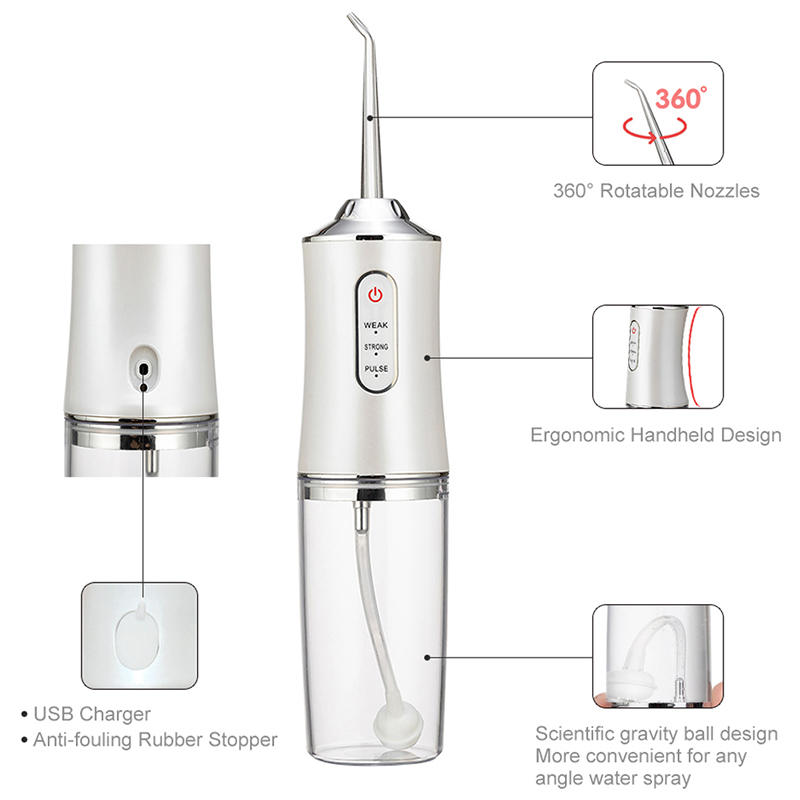 360°
360° Rotatable Nozzles
WEAK
STRONG
PULSE
Ergonomic Handheld Design
• USB Charger
• Anti-fouling Rubber Stopper
Scientific gravity ball design
More convenient for any
angle water spray